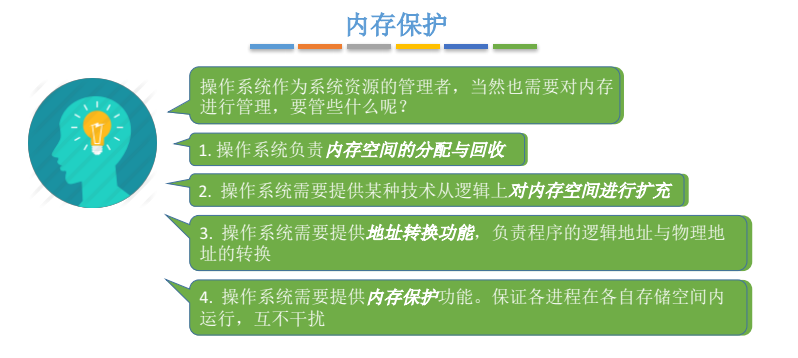 内存保护
操作系统作为系统资源的管理者，当然也需要对内存
进行管理，要管些什么呢？
1. 操作系统负责内存空间的分配与回收
2. 操作系统需要提供某种技术从逻辑上对内存空间进行扩充
3. 操作系统需要提供地址转换功能，负责程序的逻辑地址与物理地
址的转换
4. 操作系统需要提供内存保护功能。保证各进程在各自存储空间内
运行，互不干扰